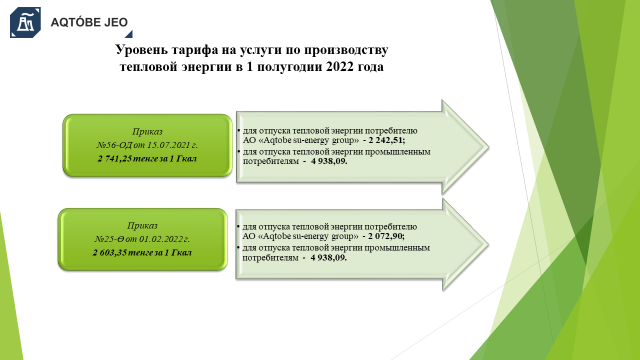 AQTÓBE JEO
Уровень тарифа на услуги по производству
тепловой энергии в 1 полугодии 2022 года
Приказ
№56-ОД от 15.07.2021 г.
2 741,25 тенге за 1 Гкал
• для отпуска тепловой энергии потребителю
АО «Aqtobe su-energy group» - 2 242,51;
• для отпуска тепловой энергии промышленным
потребителям - 4 938,09.
Приказ
№25-Ө от 01.02.2022 г.
2 603,35 тенге за 1 Гкал
• для отпуска тепловой энергии потребителю
АО «Aqtobe su-energy group» - 2 072,90;
• для отпуска тепловой энергии промышленным
потребителям - 4 938,09.